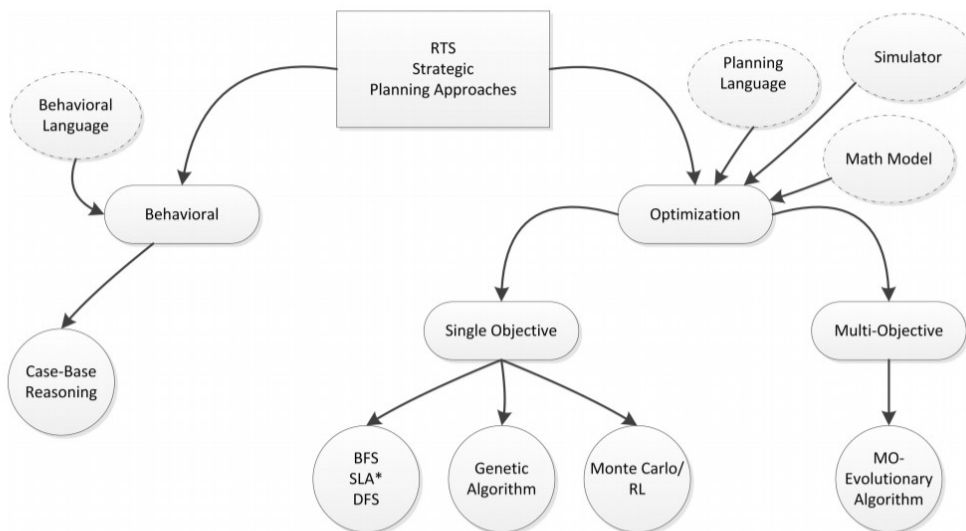 RTS
Strategic
Planning Approaches
Planning
Language
Simulator
Behavioral
Language
Math Model
Behavioral
Optimization
Single Objective
Multi-Objective
Case-Base
Reasoning
BFS
SLA*
DFS
Genetic
Algorithm
Monte Carlo/
RL
MO-
Evolutionary
Algorithm